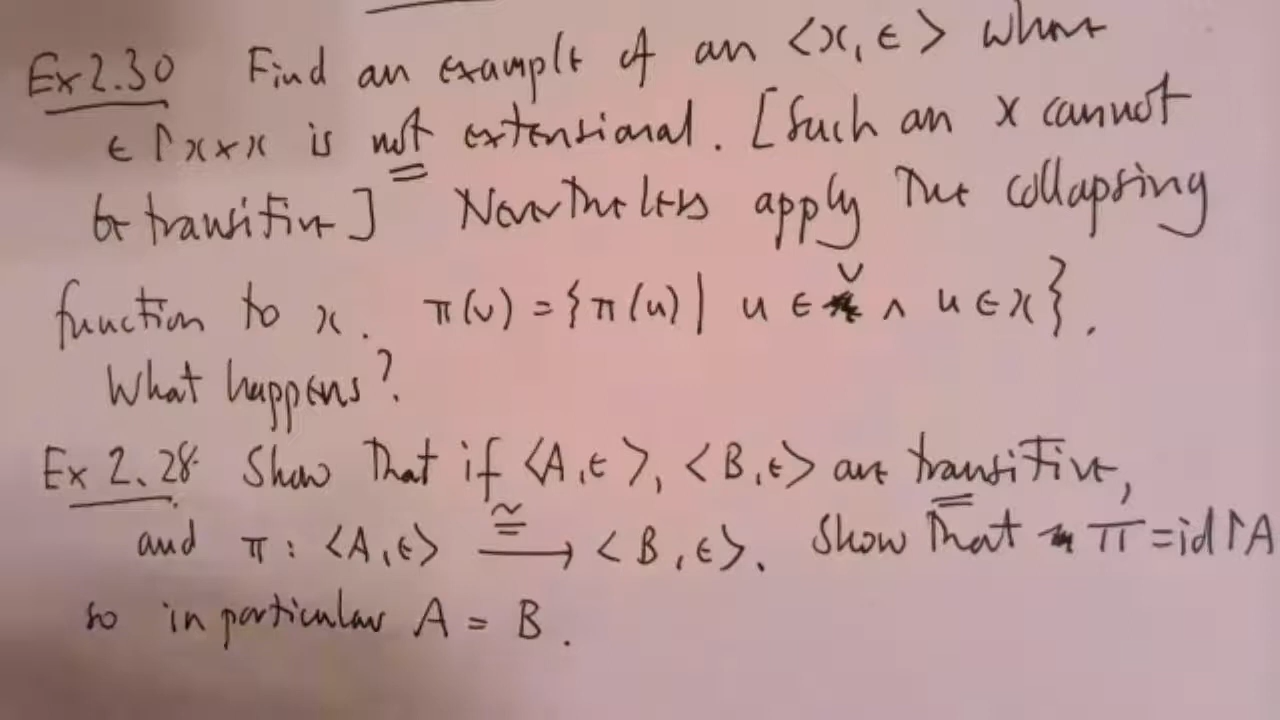 Ex 2.30 Find an example of an <x, ∈> where
∈↾x×x is not extensional. [Such an x cannot
be transitive] Nevertheless apply the collapsing
function to x. π(v) = {π(u) | u ∈ v ∧ u ∈ x}.
What happens?
Ex 2.28 Show that if <A,∈>, <B,∈> are transitive,
and π : <A,∈> ≅⟶ <B,∈>. Show that π = id↾A
so in particular A = B.